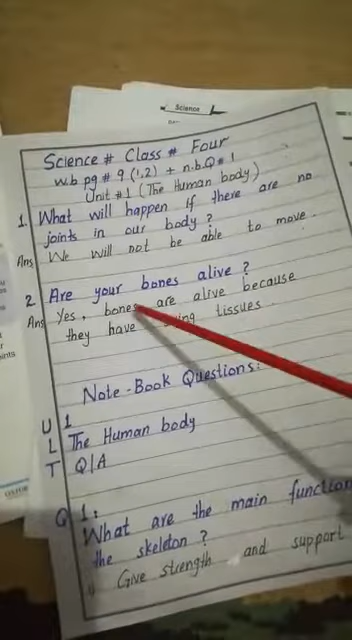 Science
Science # Class # Four
w.b pg # 9 (1,2) + n.b.Q # 1
Unit # 1 (The Human body)
1. What will happen if there are no
joints in our body ?
Ans We will not be able to move.
2 Are your bones alive ?
Ans Yes, bones are alive because
they have tissues
Note-Book Questions:
U 1
L The Human body
T Q/A
Q 1:
What are the main function
the skeleton ?
Give strength and support